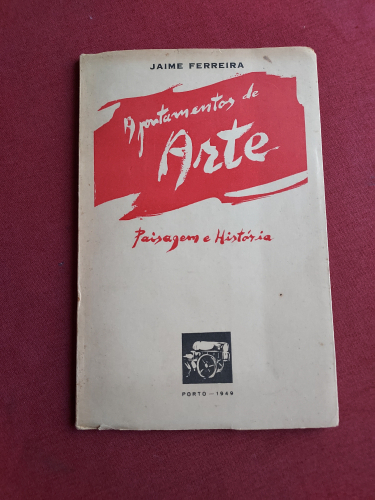 JAIME FERREIRA
Apontamentos de
Arte
Paisagem e História
PORTO — 1949